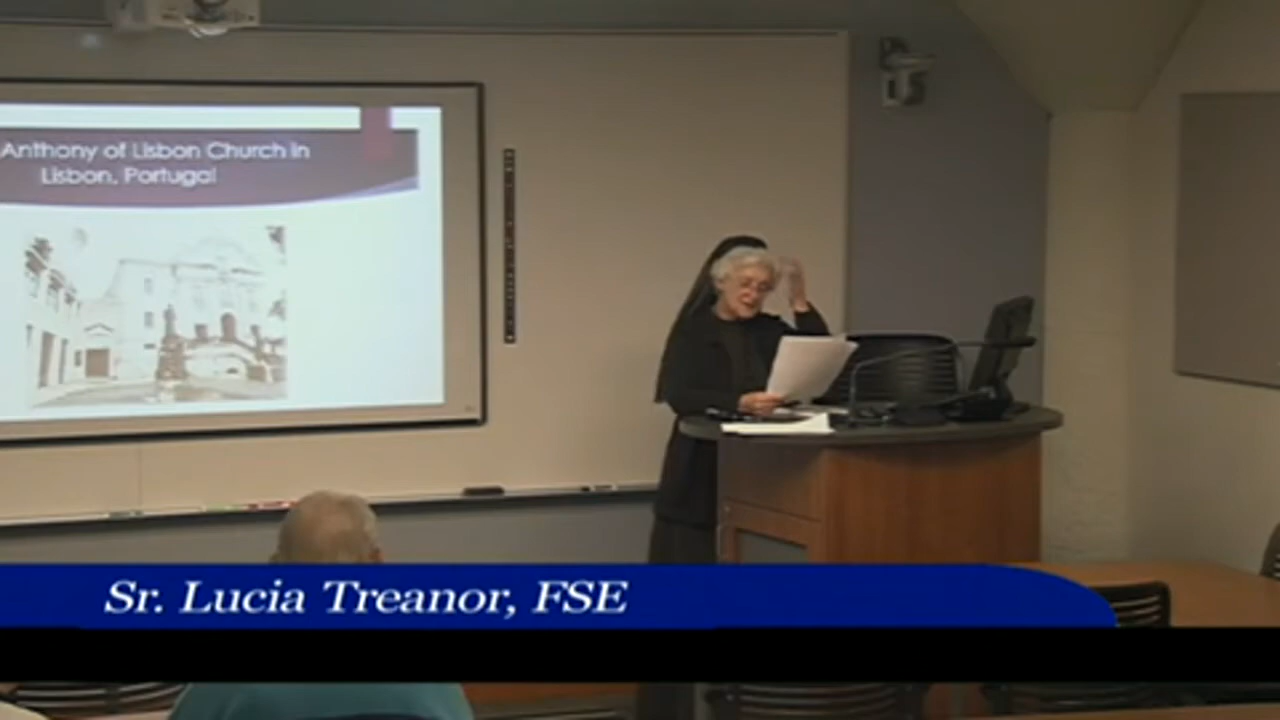 Anthony of Lisbon Church in
Lisbon, Portugal
Sr. Lucia Treanor, FSE